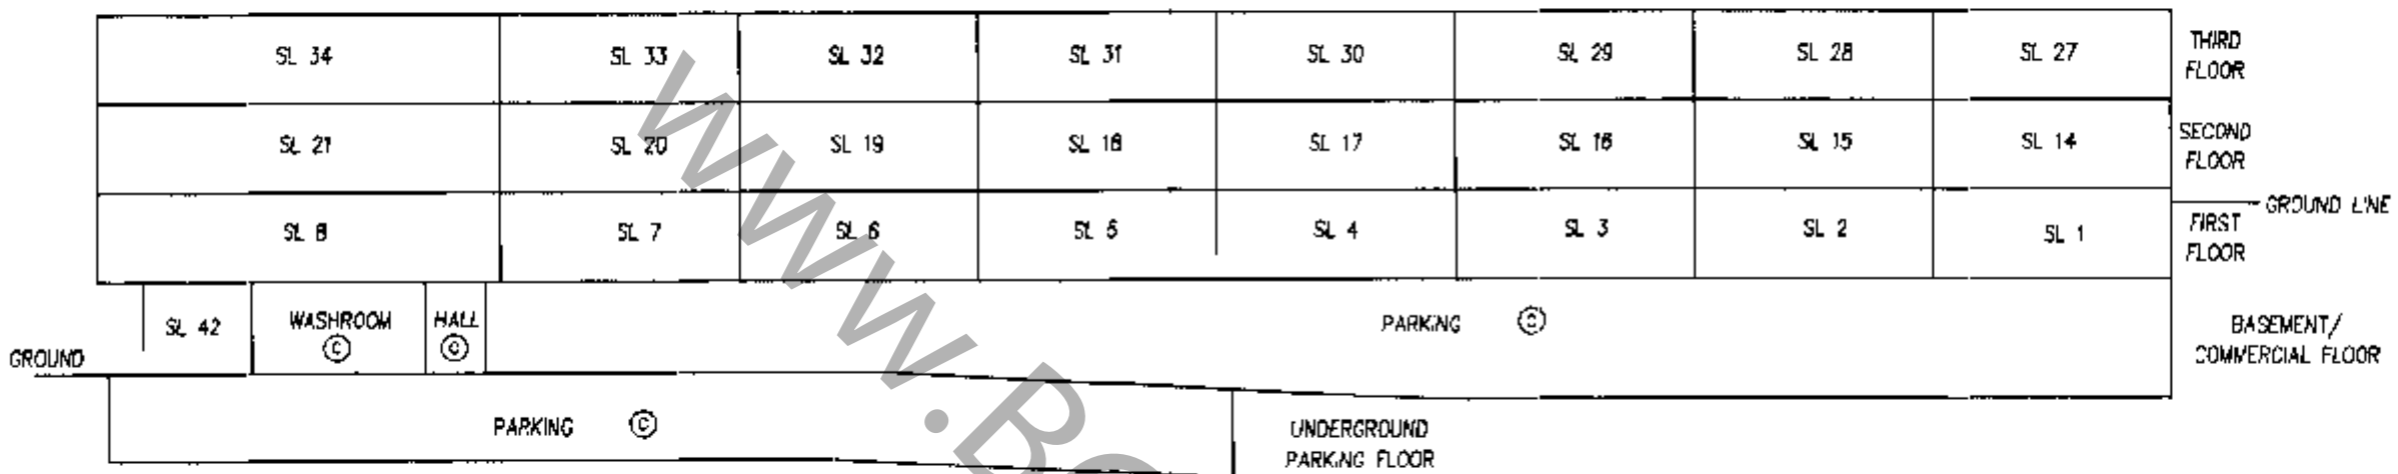 SL 34 SL 33 SL 32 SL 31 SL 30 SL 29 SL 28 SL 27 THIRD
FLOOR
SL 21 SL 20 SL 19 SL 18 SL 17 SL 16 SL 15 SL 14 SECOND
FLOOR
GROUND LINE
SL 8 SL 7 SL 6 SL 5 SL 4 SL 3 SL 2 SL 1 FIRST
FLOOR
SL 42 WASHROOM HALL PARKING C BASEMENT/
C C COMMERCIAL FLOOR
GROUND
PARKING C UNDERGROUND
PARKING FLOOR
www.BC